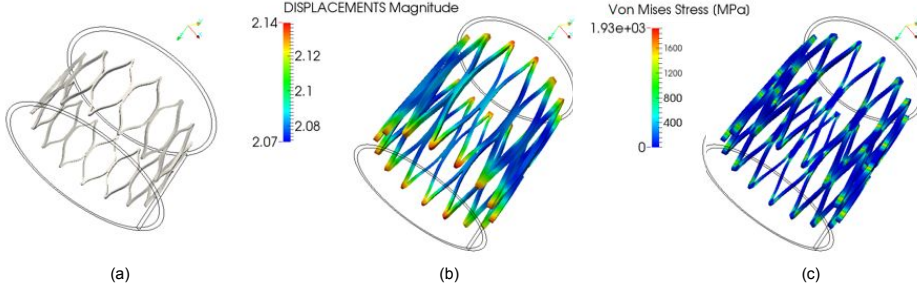 DISPLACEMENTS Magnitude
2.14
2.12
2.1
2.08
2.07
Von Mises Stress (MPa)
1.93e+03
1600
1200
800
400
0
(a)
(b)
(c)